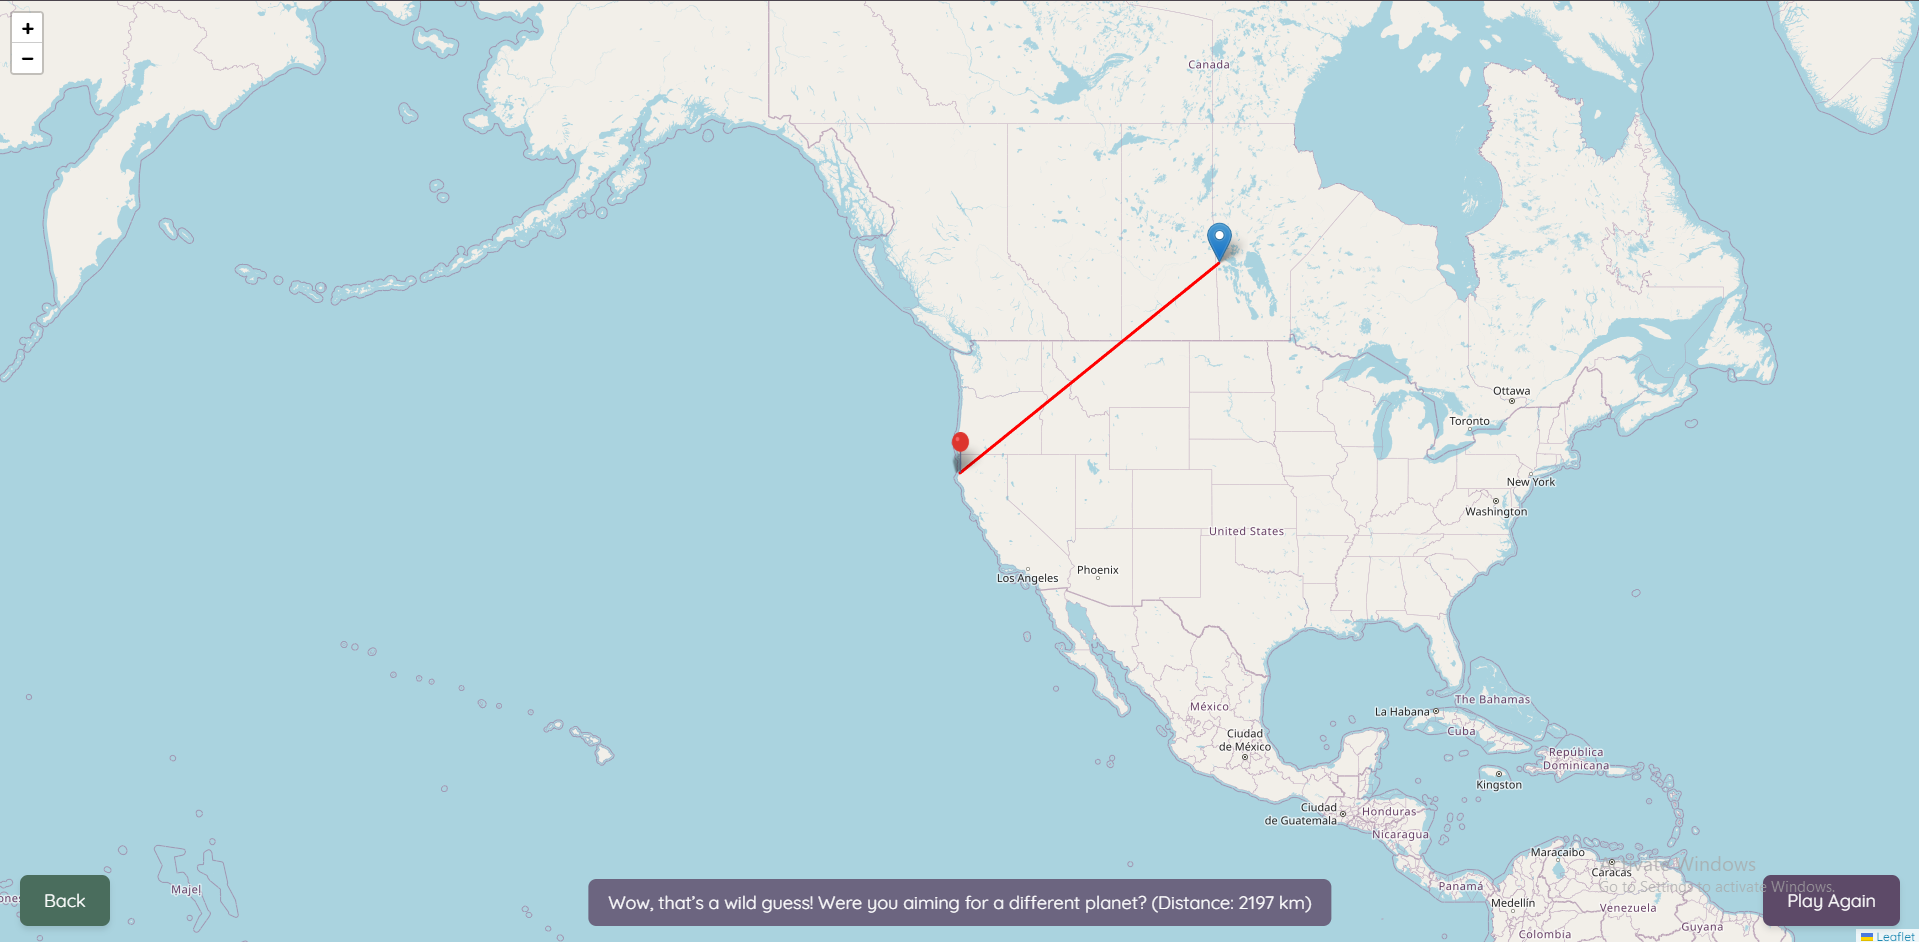 +
−
Canada
Ottawa
Toronto
New York
Washington
United States
Los Angeles
Phoenix
México
Ciudad
de México
La Habana
The Bahamas
Cuba
República
Dominicana
Kingston
Ciudad
de Guatemala
Honduras
Nicaragua
Maracaibo
Caracas
Panamá
Medellín
Venezuela
Guyana
Colombia
Majel
Activate Windows
Go to Settings to activate Windows.
Back
Wow, that's a wild guess! Were you aiming for a different planet? (Distance: 2197 km)
Play Again
Leaflet